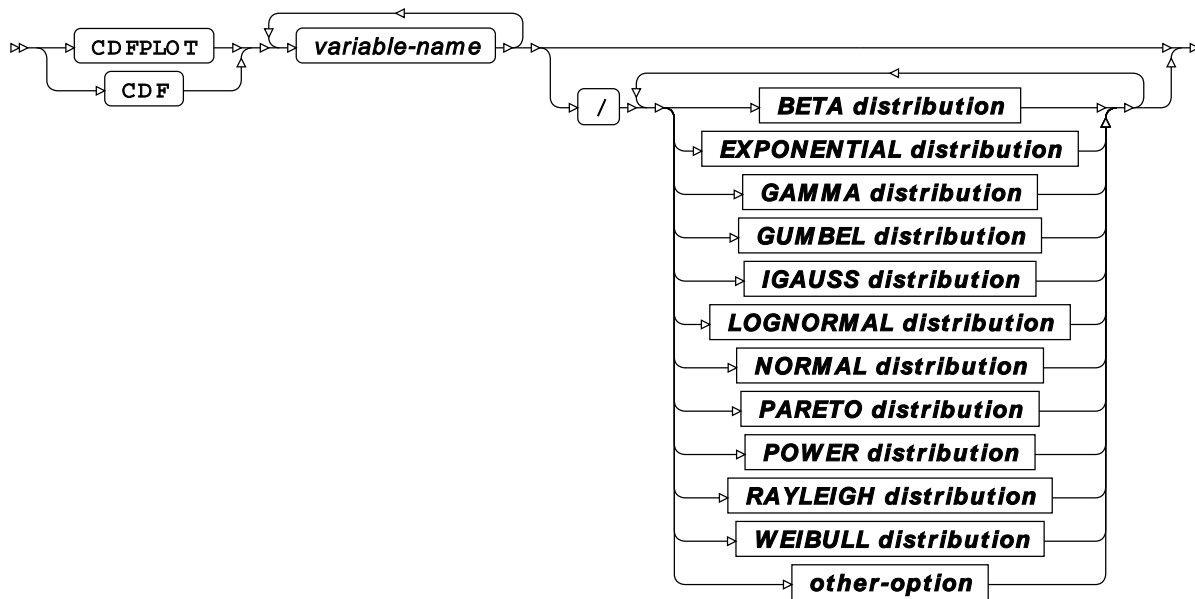 CDFPLOT
variable-name
CDF
/
BETA distribution
EXPONENTIAL distribution
GAMMA distribution
GUMBEL distribution
IGAUSS distribution
LOGNORMAL distribution
NORMAL distribution
PARETO distribution
POWER distribution
RAYLEIGH distribution
WEIBULL distribution
other-option